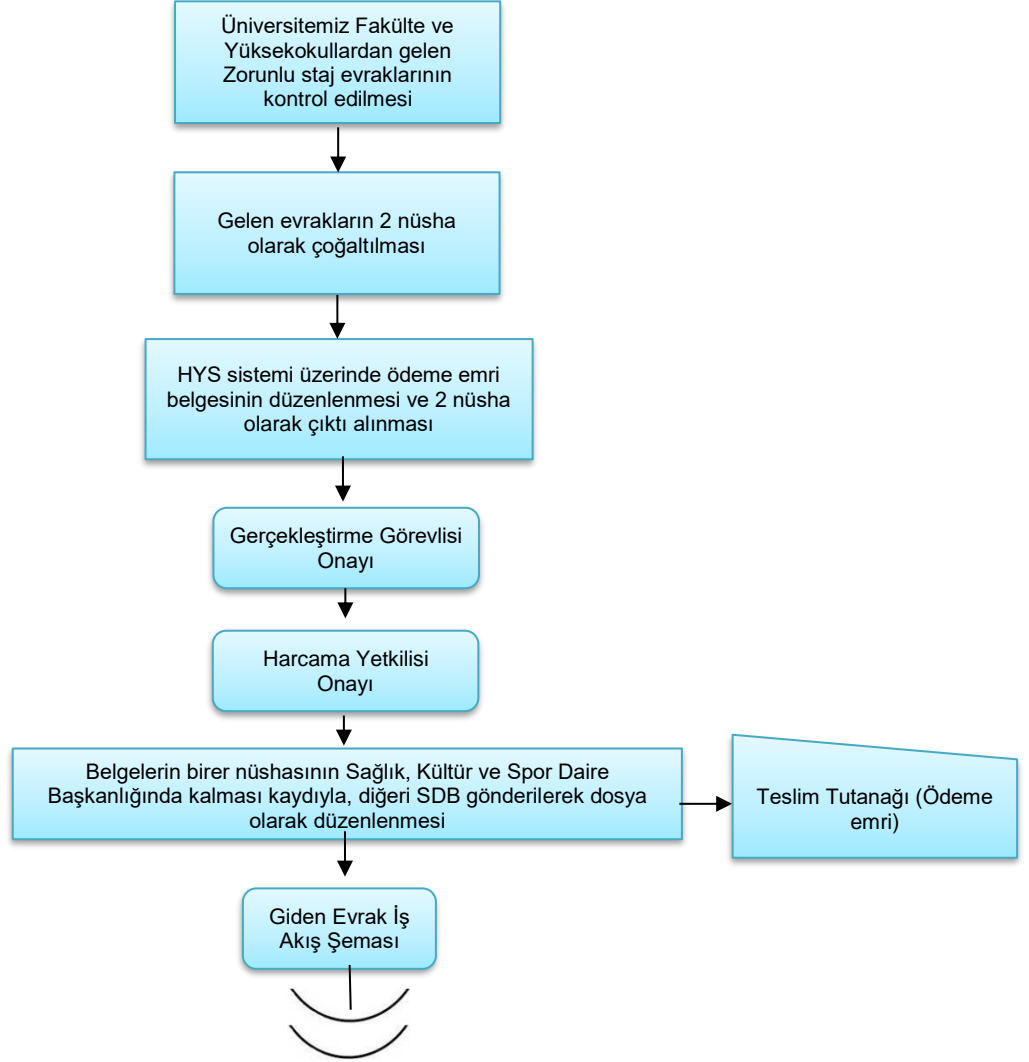 Üniversitemiz Fakülte ve
Yüksekokullardan gelen
Zorunlu staj evraklarının
kontrol edilmesi
Gelen evrakların 2 nüsha
olarak çoğaltılması
HYS sistemi üzerinde ödeme emri
belgesinin düzenlenmesi ve 2 nüsha
olarak çıktı alınması
Gerçekleştirme Görevlisi
Onayı
Harcama Yetkilisi
Onayı
Belgelerin birer nüshasının Sağlık, Kültür ve Spor Daire
Başkanlığında kalması kaydıyla, diğeri SDB gönderilerek dosya
olarak düzenlenmesi
Teslim Tutanağı (Ödeme
emri)
Giden Evrak İş
Akış Şeması